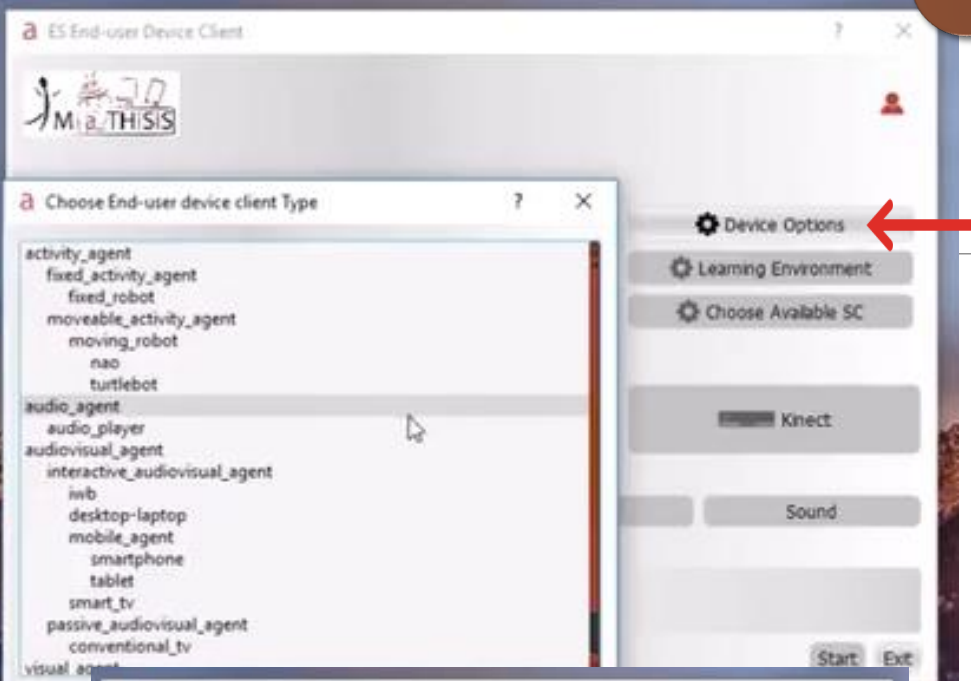 a ES End-user Device Client ? ×
M a THISIS
a Choose End-user device client Type ? ×
activity_agent
fixed_activity_agent
fixed_robot
moveable_activity_agent
moving_robot
nao
turtlebot
audio_agent
audio_player
audiovisual_agent
interactive_audiovisual_agent
iwb
desktop-laptop
mobile_agent
smartphone
tablet
smart_tv
passive_audiovisual_agent
conventional_tv
visual_agent
Device Options
Learning Environment
Choose Available SC
Kinect
Sound
Start Exit